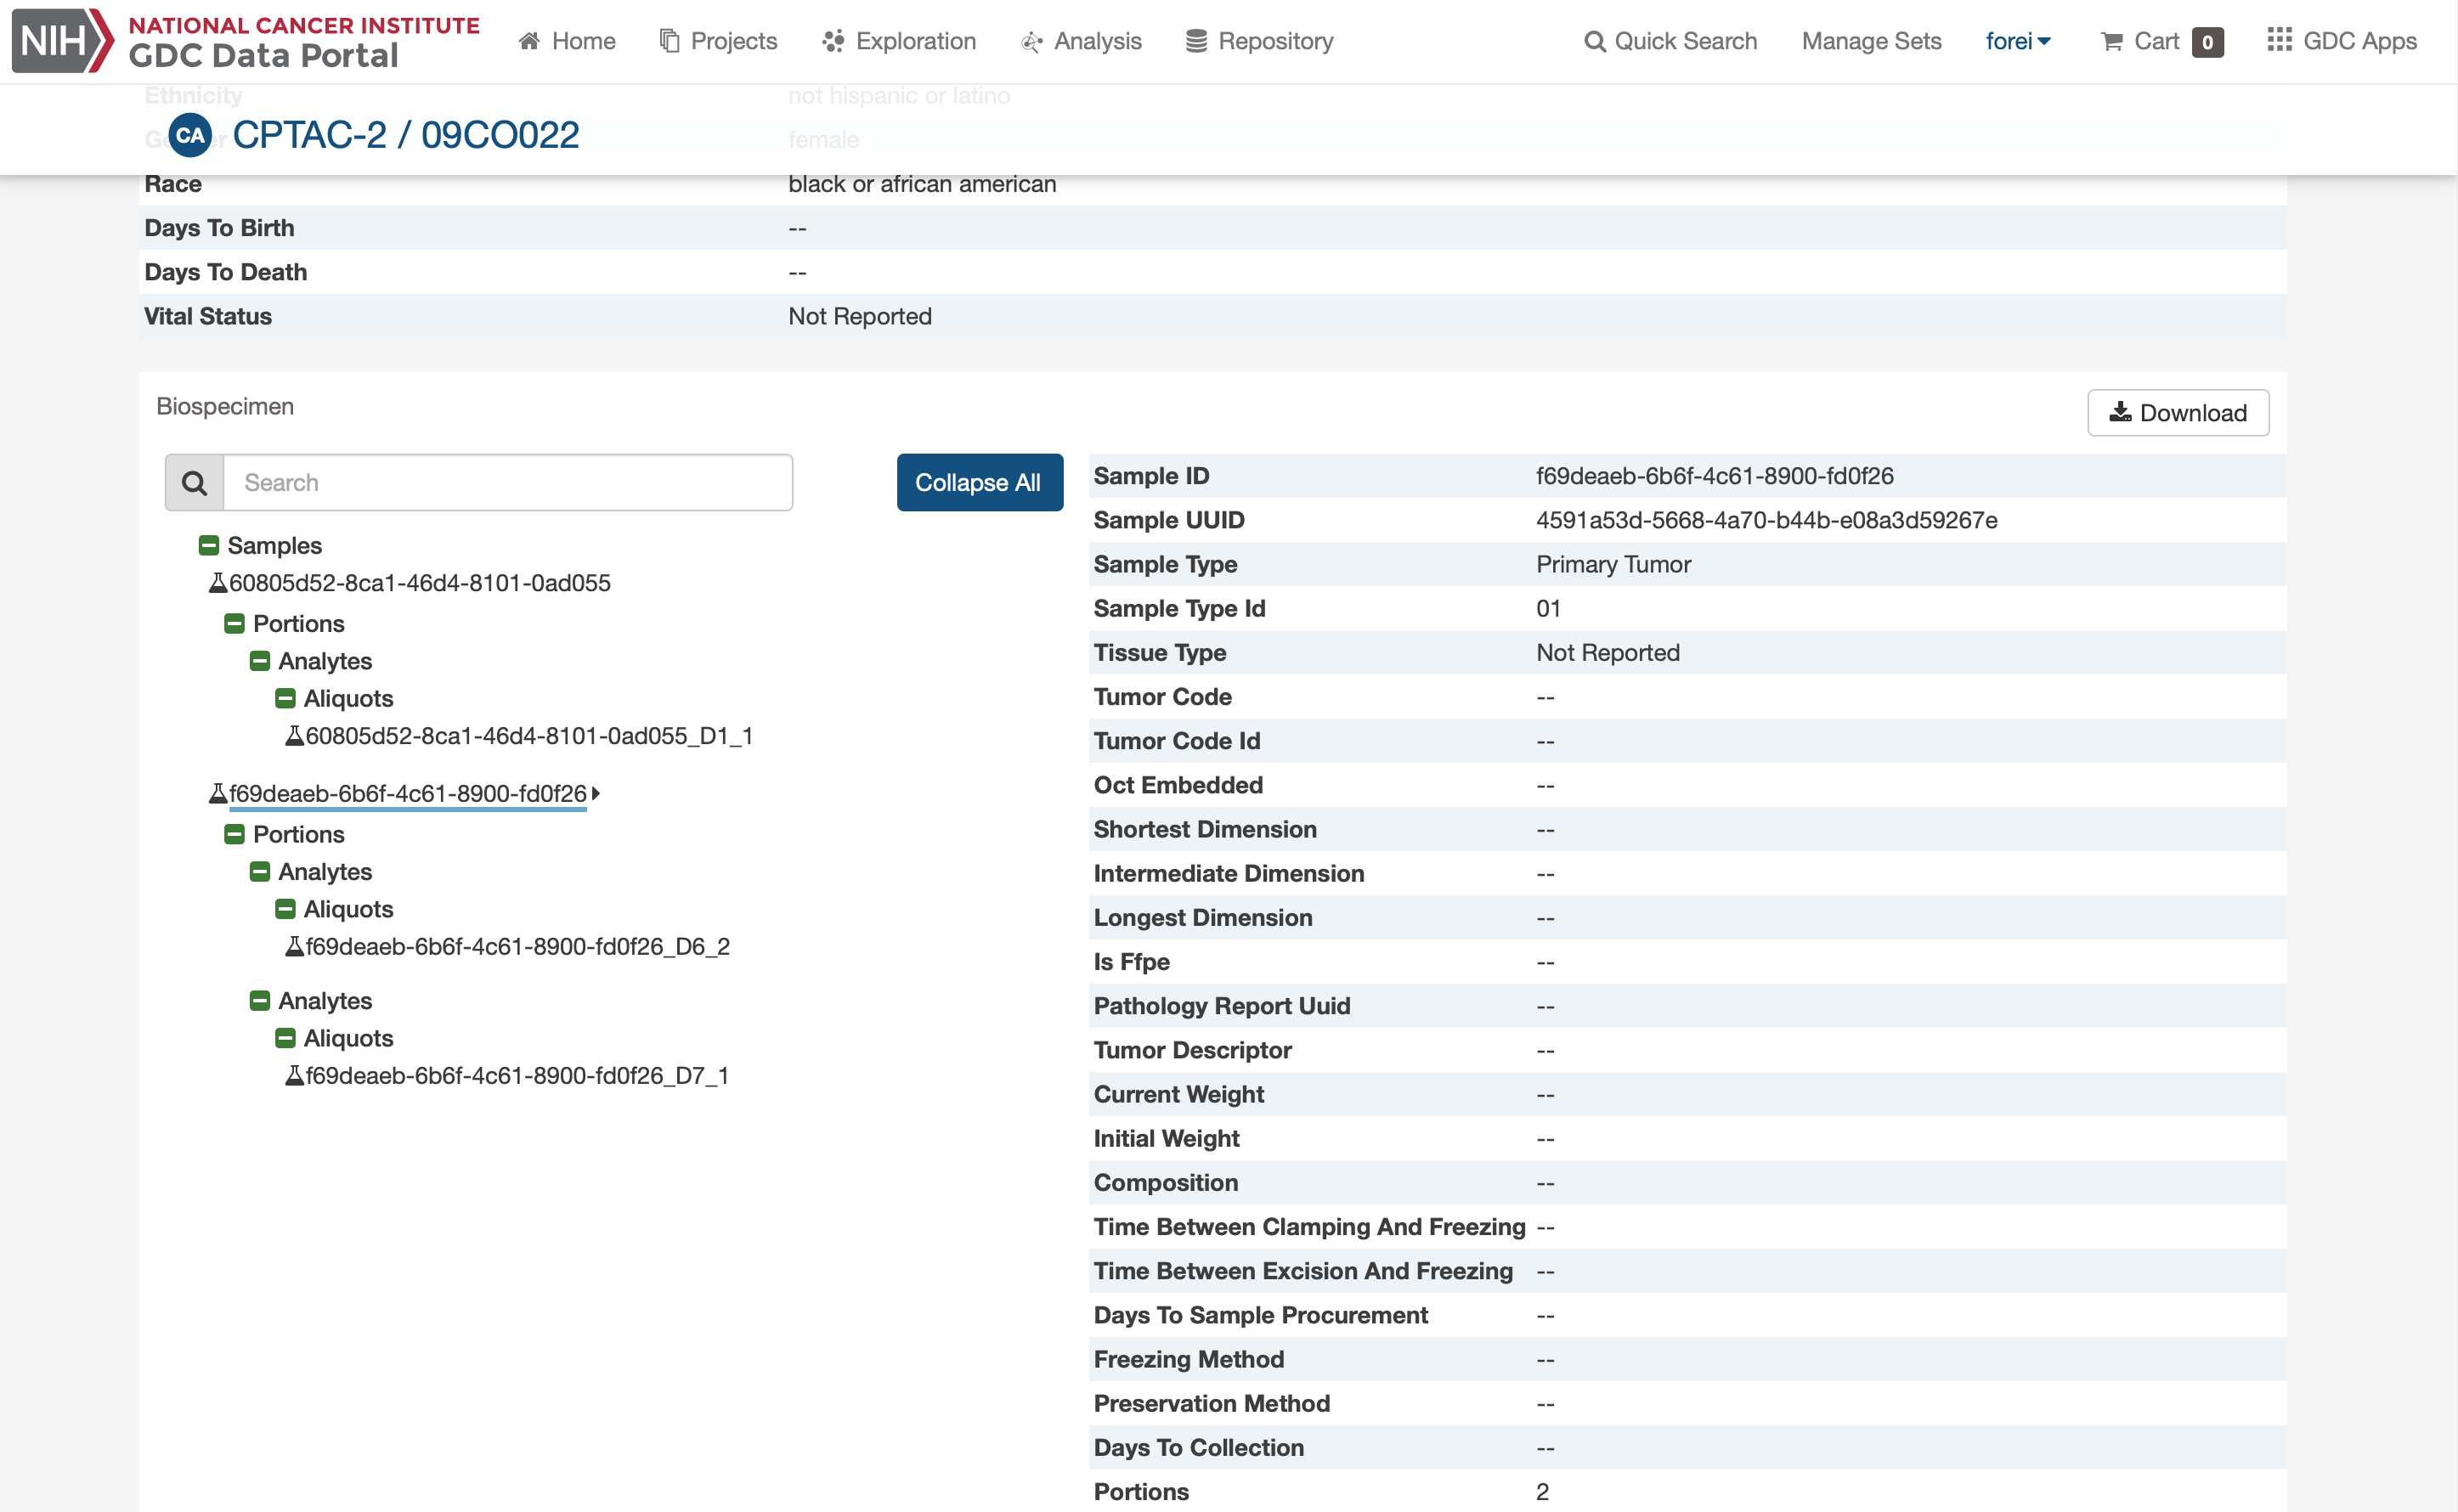 NIH NATIONAL CANCER INSTITUTE
GDC Data Portal
Home Projects Exploration Analysis Repository Quick Search Manage Sets forei Cart 0 GDC Apps
Ethnicity not hispanic or latino
CA CPTAC-2 / 09CO022
Gender female
Race black or african american
Days To Birth --
Days To Death --
Vital Status Not Reported
Biospecimen
Download
Search
Collapse All
Samples
60805d52-8ca1-46d4-8101-0ad055
Portions
Analytes
Aliquots
60805d52-8ca1-46d4-8101-0ad055_D1_1
f69deaeb-6b6f-4c61-8900-fd0f26
Portions
Analytes
Aliquots
f69deaeb-6b6f-4c61-8900-fd0f26_D6_2
Analytes
Aliquots
f69deaeb-6b6f-4c61-8900-fd0f26_D7_1
Sample ID f69deaeb-6b6f-4c61-8900-fd0f26
Sample UUID 4591a53d-5668-4a70-b44b-e08a3d59267e
Sample Type Primary Tumor
Sample Type Id 01
Tissue Type Not Reported
Tumor Code --
Tumor Code Id --
Oct Embedded --
Shortest Dimension --
Intermediate Dimension --
Longest Dimension --
Is Ffpe --
Pathology Report Uuid --
Tumor Descriptor --
Current Weight --
Initial Weight --
Composition --
Time Between Clamping And Freezing --
Time Between Excision And Freezing --
Days To Sample Procurement --
Freezing Method --
Preservation Method --
Days To Collection --
Portions 2